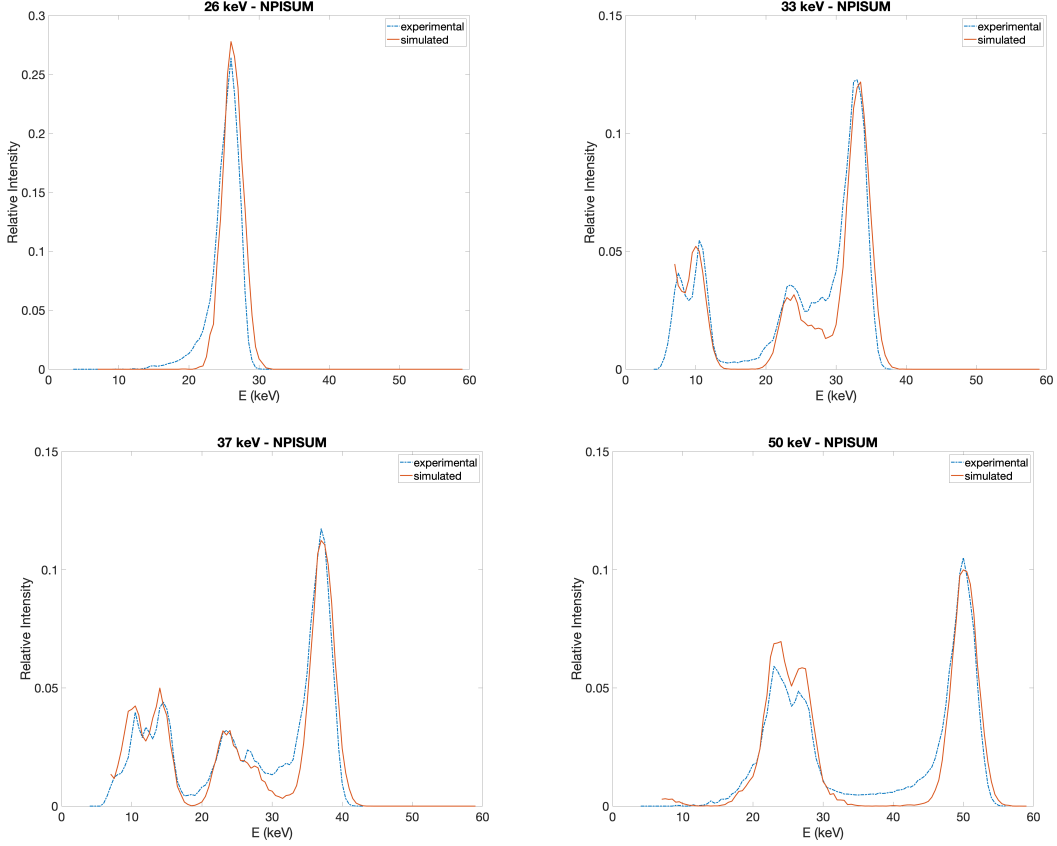 26 keV - NPISUM
experimental
simulated
Relative Intensity
0.3
0.25
0.2
0.15
0.1
0.05
0
0 10 20 30 40 50 60
E (keV)
33 keV - NPISUM
experimental
simulated
Relative Intensity
0.15
0.1
0.05
0
0 10 20 30 40 50 60
E (keV)
37 keV - NPISUM
experimental
simulated
Relative Intensity
0.15
0.1
0.05
0
0 10 20 30 40 50 60
E (keV)
50 keV - NPISUM
experimental
simulated
Relative Intensity
0.15
0.1
0.05
0
0 10 20 30 40 50 60
E (keV)